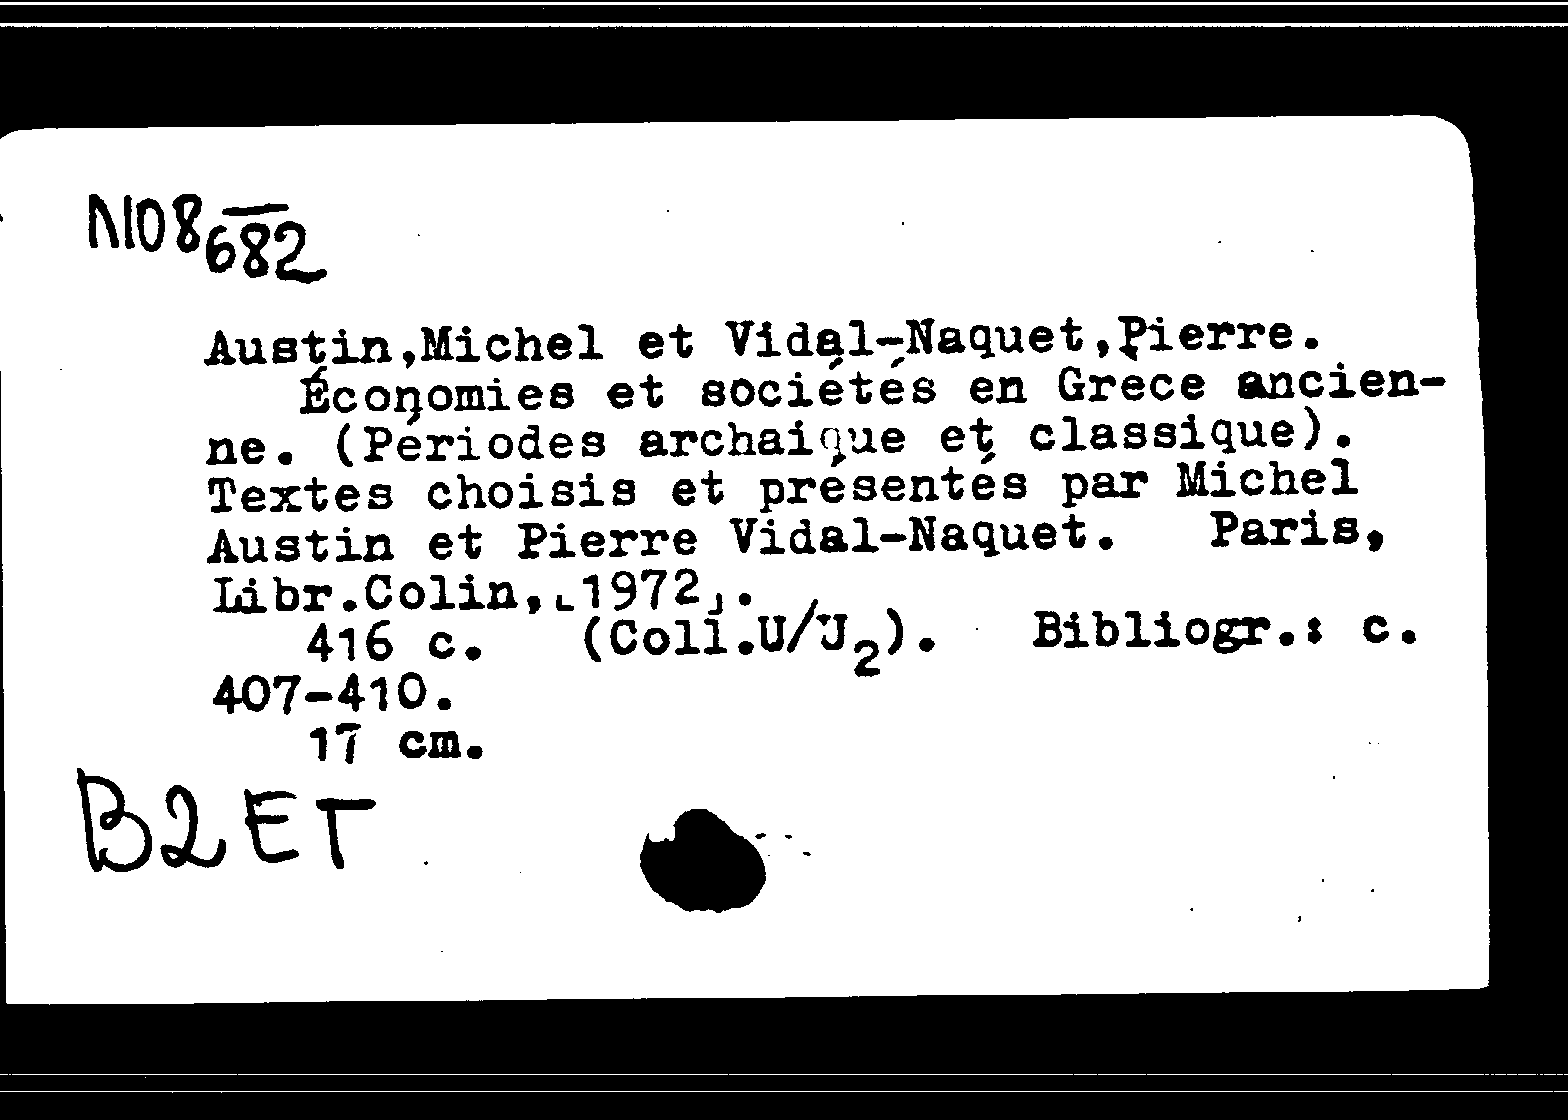 N108
682
Austin,Michel et Vidal-Naquet,Pierre.
Économies et sociétés en Grece ancien-
ne. (Périodes archaique et classique).
Textes choisis et présentés par Michel
Austin et Pierre Vidal-Naquet. Paris,
Libr.Colin,⌞1972⌟.
416 c. (Coll.U/U₂). Bibliogr.: c.
407-410.
17 cm.
B2ET